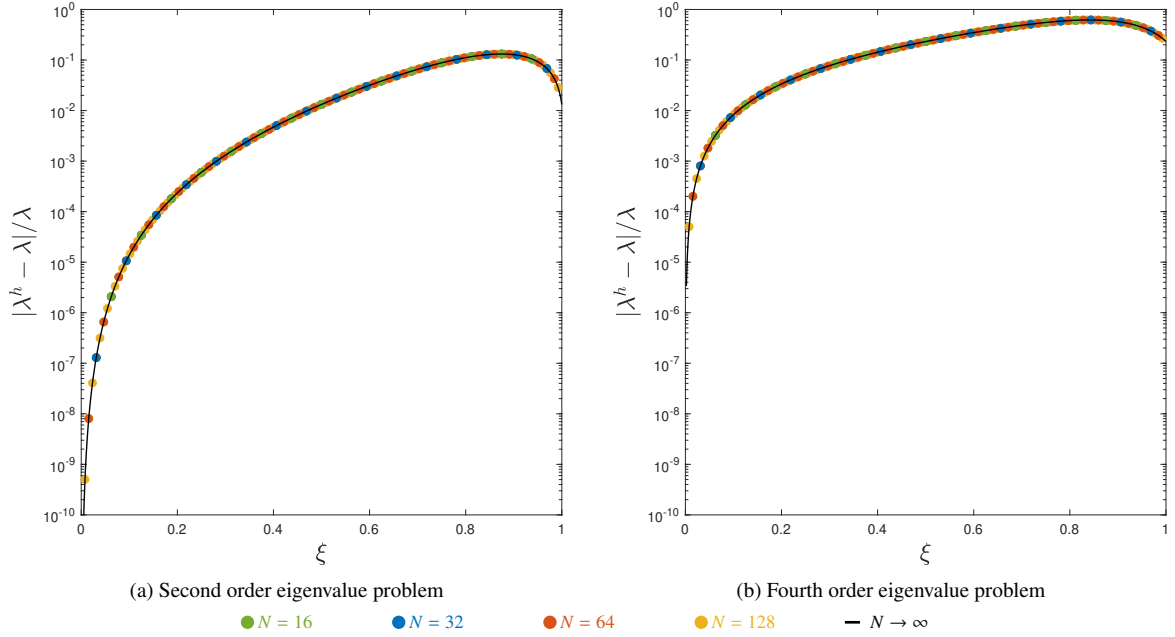 10^0
10^-1
10^-2
10^-3
10^-4
10^-5
10^-6
10^-7
10^-8
10^-9
10^-10
|λ^h − λ|/λ
0 0.2 0.4 0.6 0.8 1
ξ
(a) Second order eigenvalue problem
10^0
10^-1
10^-2
10^-3
10^-4
10^-5
10^-6
10^-7
10^-8
10^-9
10^-10
|λ^h − λ|/λ
0 0.2 0.4 0.6 0.8 1
ξ
(b) Fourth order eigenvalue problem
N = 16 N = 32 N = 64 N = 128 N → ∞